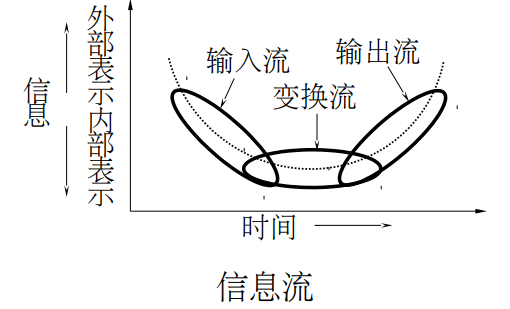 信息
外部表示内部表示
输入流
输出流
变换流
时间
信息流